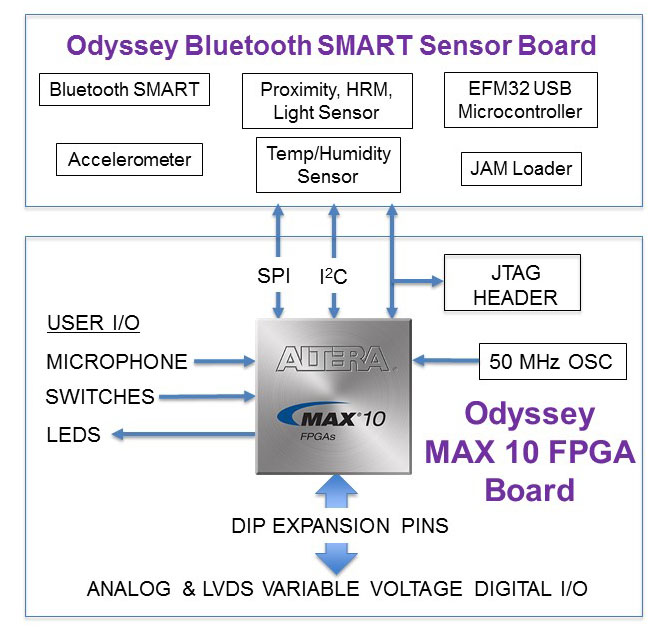 Odyssey Bluetooth SMART Sensor Board
Bluetooth SMART
Proximity, HRM,
Light Sensor
EFM32 USB
Microcontroller
Accelerometer
Temp/Humidity
Sensor
JAM Loader
SPI
I²C
JTAG
HEADER
USER I/O
MICROPHONE
SWITCHES
LEDS
ALTERA
MAX® 10
FPGAs
50 MHz OSC
Odyssey
MAX 10 FPGA
Board
DIP EXPANSION PINS
ANALOG & LVDS VARIABLE VOLTAGE DIGITAL I/O